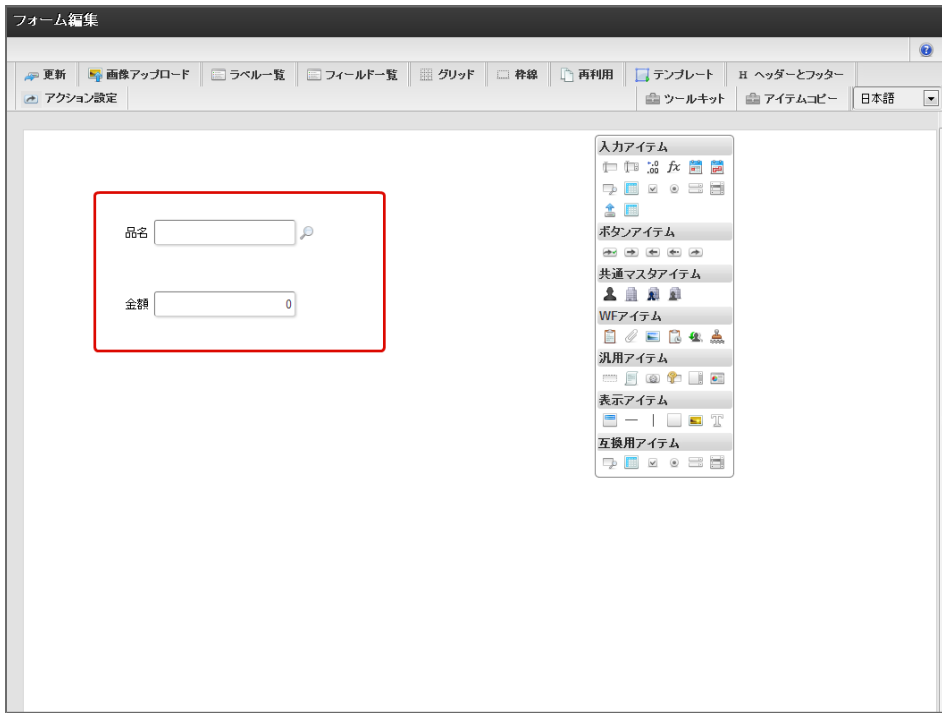 フォーム編集
更新 画像アップロード ラベル一覧 フィールド一覧 グリッド 枠線 再利用 テンプレート H ヘッダーとフッター
アクション設定 ツールキット アイテムコピー 日本語
入力アイテム
品名
ボタンアイテム
共通マスタアイテム
金額 0
WFアイテム
汎用アイテム
表示アイテム
互換用アイテム